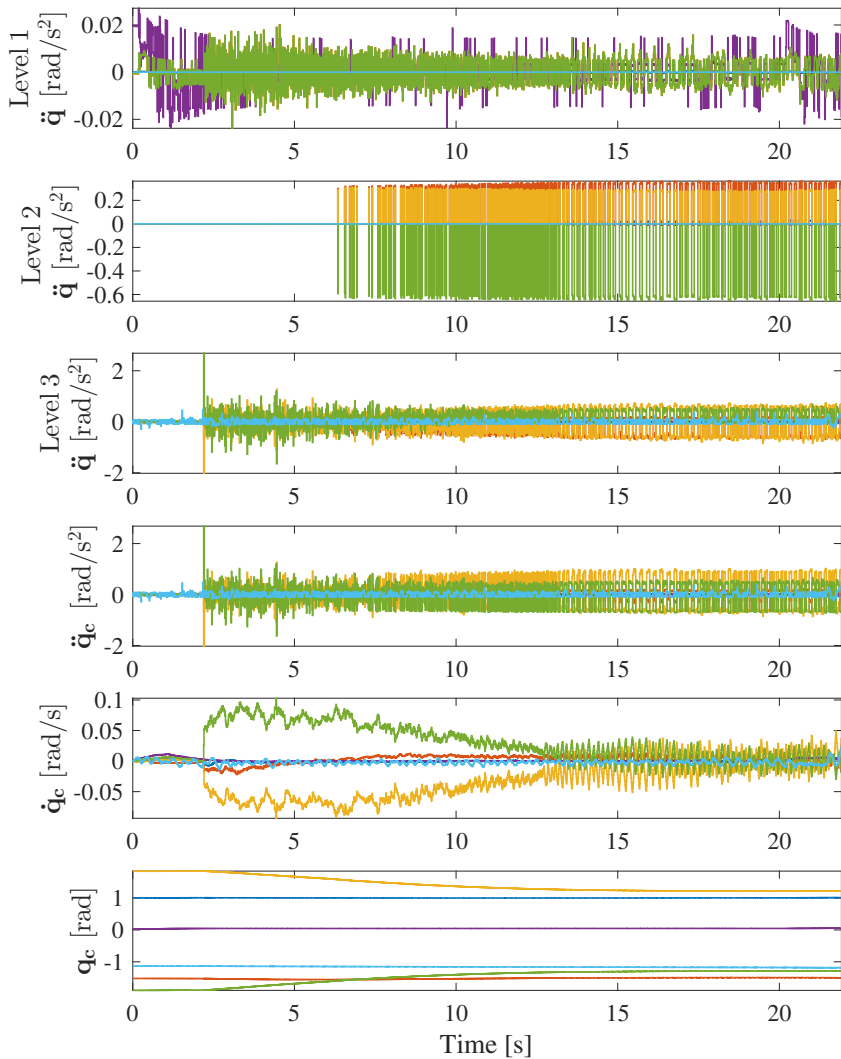 Level 1
q̈ [rad/s²]
0.02
0
-0.02
0 5 10 15 20
Level 2
q̈ [rad/s²]
0.2
0
-0.2
-0.4
-0.6
0 5 10 15 20
Level 3
q̈ [rad/s²]
2
0
-2
0 5 10 15 20
q̈c [rad/s²]
2
0
-2
0 5 10 15 20
q̇c [rad/s]
0.1
0.05
0
-0.05
0 5 10 15 20
qc [rad]
1
0
-1
0 5 10 15 20
Time [s]